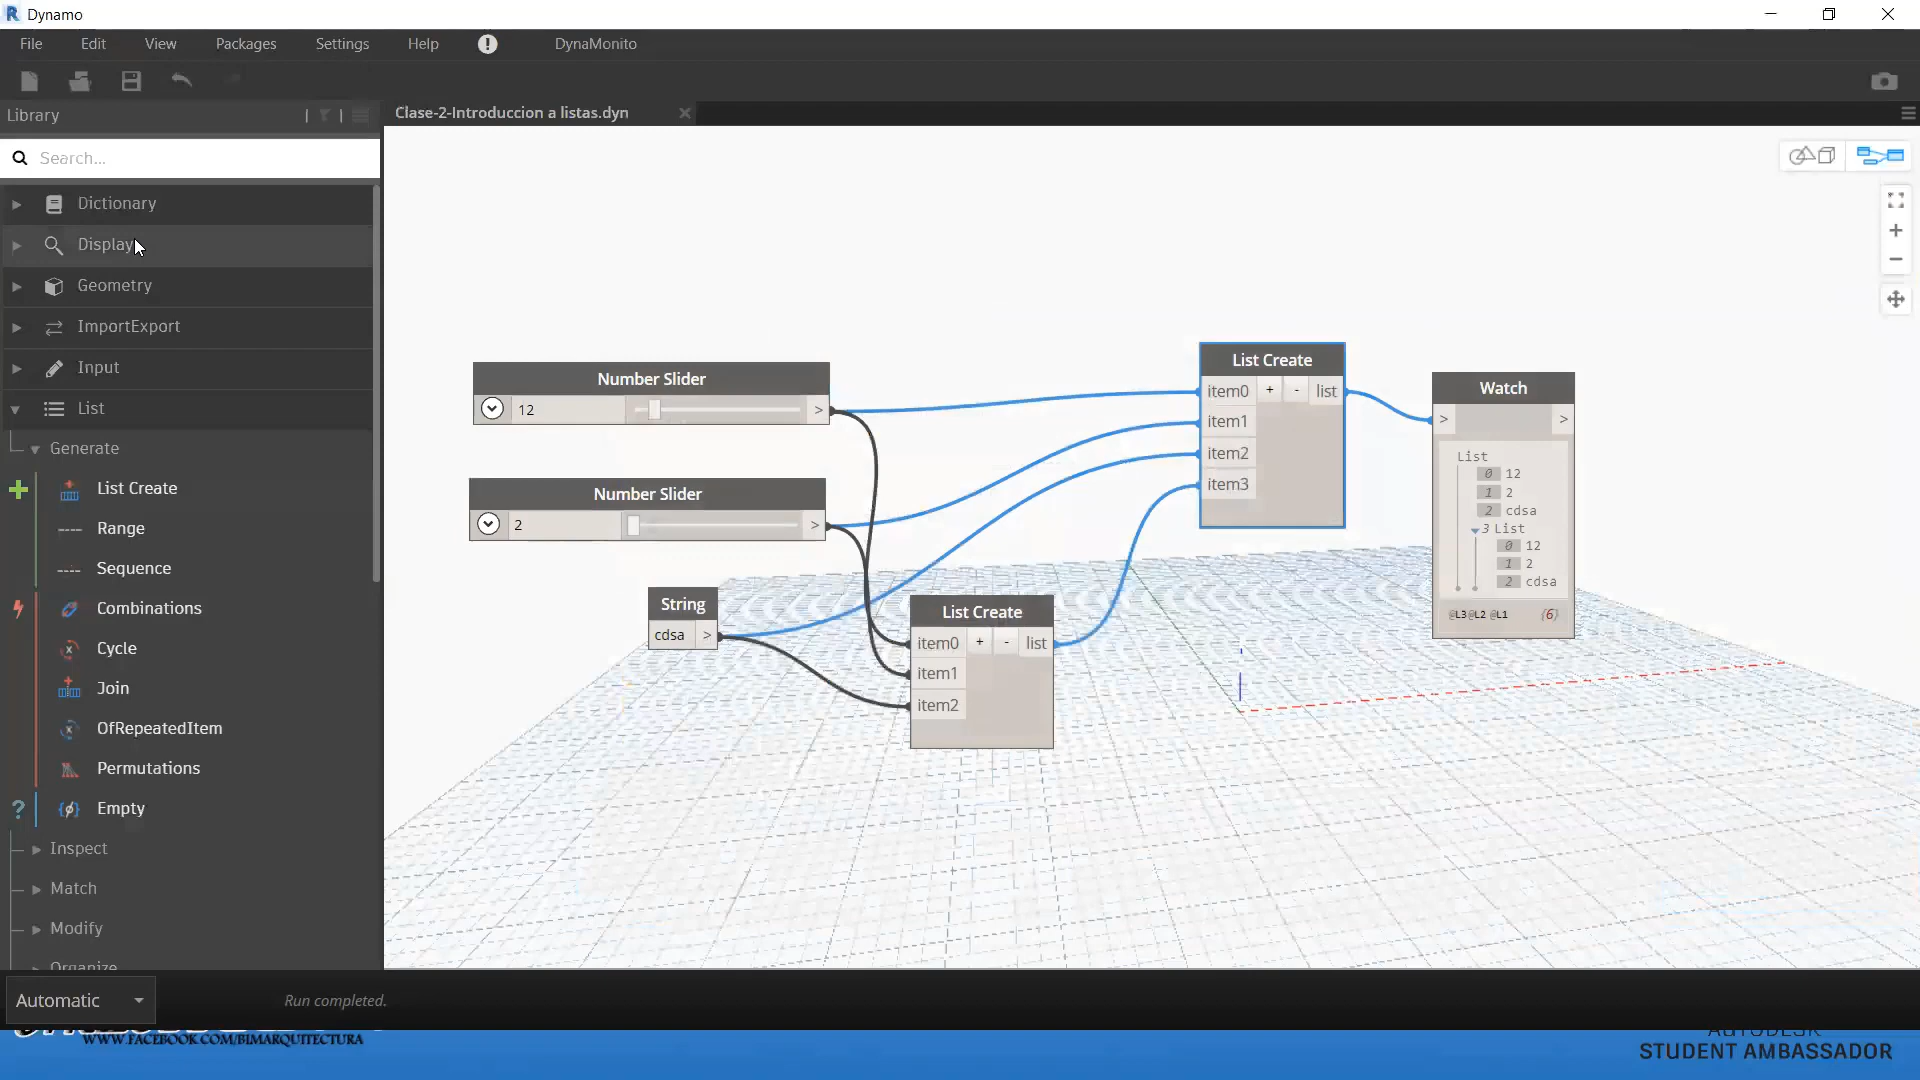 Dynamo
File Edit View Packages Settings Help ! DynaMonito
Library
Clase-2-Introduccion a listas.dyn
Search...
Dictionary
Display
Geometry
ImportExport
Input
List
Generate
List Create
Range
Sequence
Combinations
Cycle
Join
OfRepeatedItem
Permutations
? Empty
Inspect
Match
Modify
Organize
Number Slider
12 >
Number Slider
2 >
String
cdsa >
List Create
item0 + - list
item1
item2
List Create
item0 + - list
item1
item2
item3
Watch
> >
List
0 12
1 2
2 cdsa
3 List
0 12
1 2
2 cdsa
@L3 @L2 @L1 {6}
Automatic
Run completed.
WWW.FACEBOOK.COM/BIMARQUITECTURA
AUTODESK
STUDENT AMBASSADOR